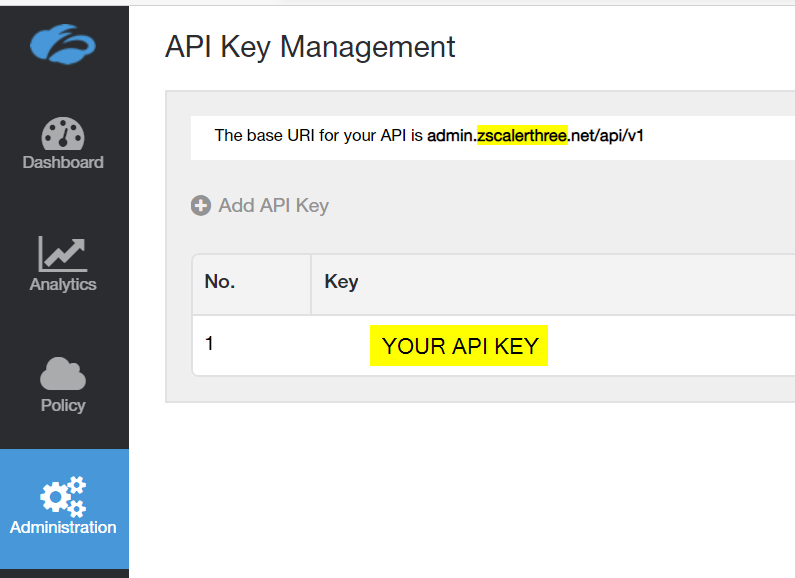 API Key Management
The base URI for your API is admin.zscalerthree.net/api/v1
Add API Key
No. Key
1 YOUR API KEY
Dashboard
Analytics
Policy
Administration